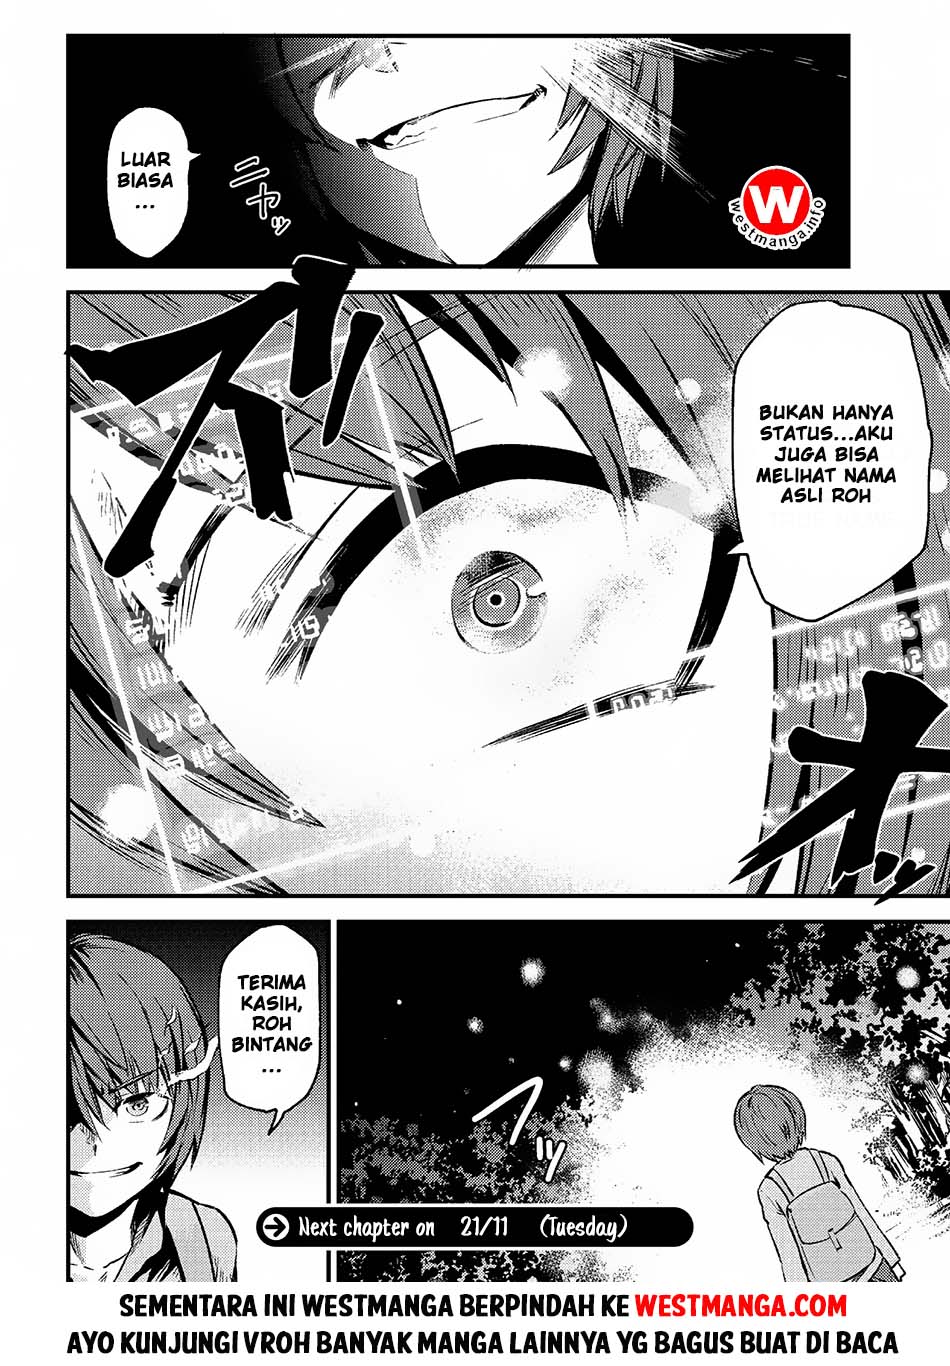 LUAR
BIASA
...
ニヤッ
W
westmanga.info
BUKAN HANYA
STATUS...AKU
JUGA BISA
MELIHAT NAMA
ASLI ROH
TERIMA
KASIH,
ROH
BINTANG
...
Next chapter on 21/11 (Tuesday)
SEMENTARA INI WESTMANGA BERPINDAH KE WESTMANGA.COM
AYO KUNJUNGI VROH BANYAK MANGA LAINNYA YG BAGUS BUAT DI BACA